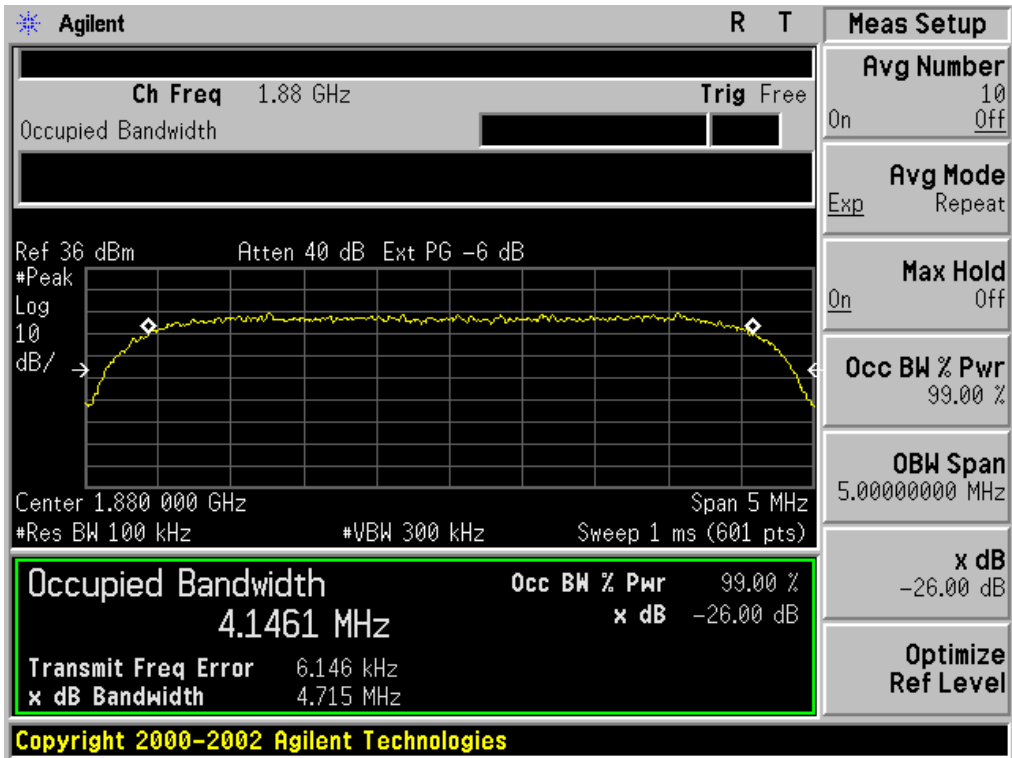 Agilent R T
Ch Freq 1.88 GHz Trig Free
Occupied Bandwidth
Ref 36 dBm Atten 40 dB Ext PG -6 dB
#Peak
Log
10
dB/
Center 1.880 000 GHz Span 5 MHz
#Res BW 100 kHz #VBW 300 kHz Sweep 1 ms (601 pts)
Occupied Bandwidth Occ BW % Pwr 99.00 %
4.1461 MHz x dB -26.00 dB
Transmit Freq Error 6.146 kHz
x dB Bandwidth 4.715 MHz
Copyright 2000-2002 Agilent Technologies
Meas Setup
Avg Number
10
On Off
Avg Mode
Exp Repeat
Max Hold
On Off
Occ BW % Pwr
99.00 %
OBW Span
5.00000000 MHz
x dB
-26.00 dB
Optimize
Ref Level